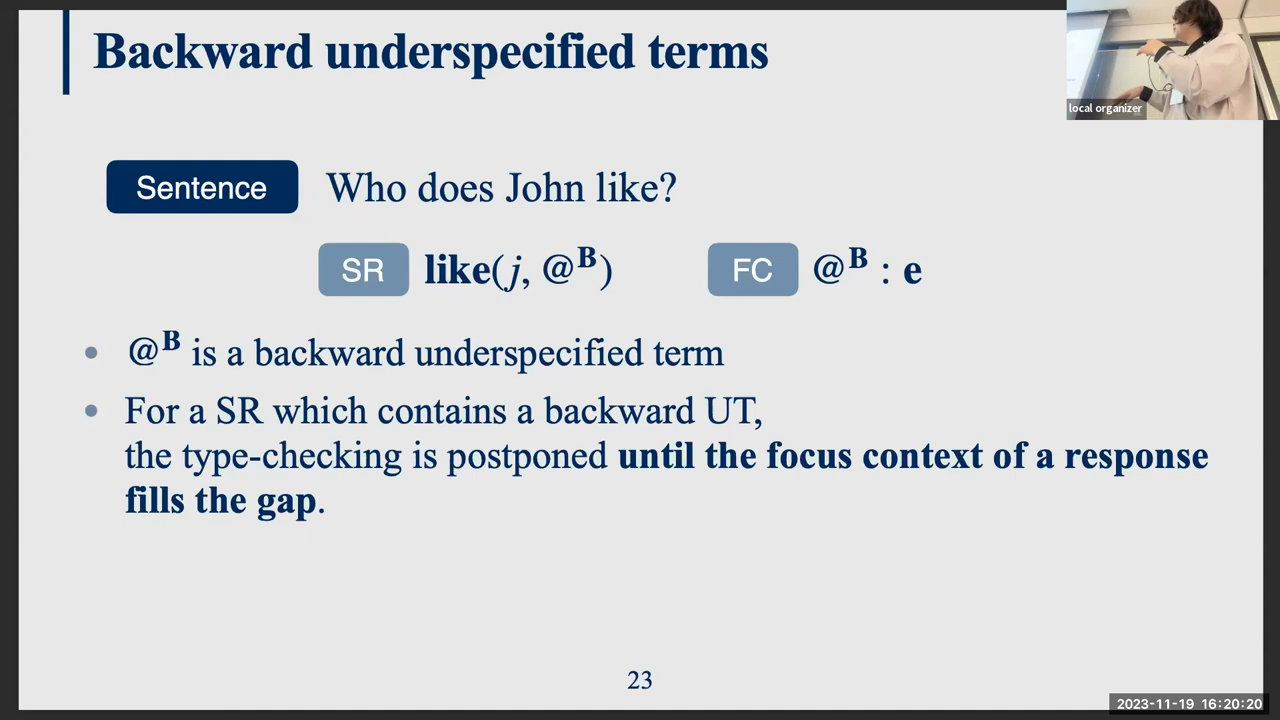 Backward underspecified terms
local organizer
Sentence Who does John like?
SR like(j, @ᴮ) FC @ᴮ : e
• @ᴮ is a backward underspecified term
• For a SR which contains a backward UT,
the type-checking is postponed until the focus context of a response
fills the gap.
23
2023-11-19 16:20:20